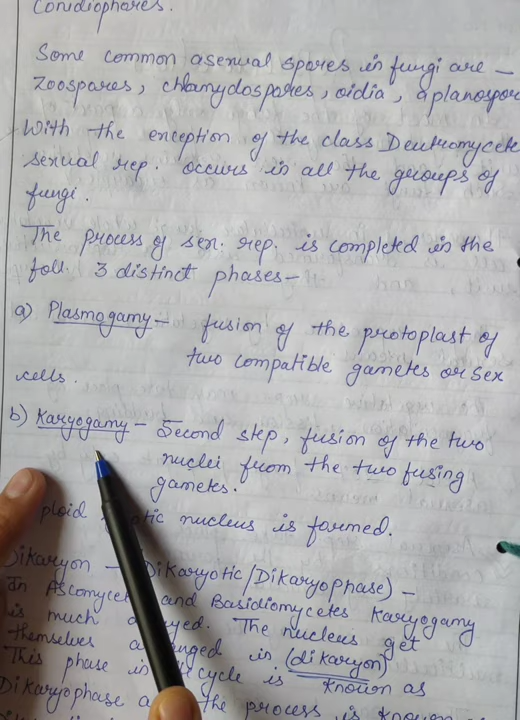 Conidiophores.
Some common asexual spores in fungi are -
Zoospores, chlamydospores, oidia, aplanospor
With the exception of the class Deuteromycete
sexual rep. occurs in all the groups of
fungi.
The process of sex. rep. is completed in the
foll. 3 distinct phases-
a) Plasmogamy - fusion of the protoplast of
two compatible gametes or sex
cells.
b) Karyogamy - Second step, fusion of the two
nuclei from the two fusing
gametes.
ploid nucleus is formed.
Dikaryon - Dikaryotic/Dikaryophase) -
In Ascomycet and Basidiomycetes Karyogamy
is much The nucleus get
themselves in (dikaryon)
This phase in cycle is known as
Dikaryophase the process is known